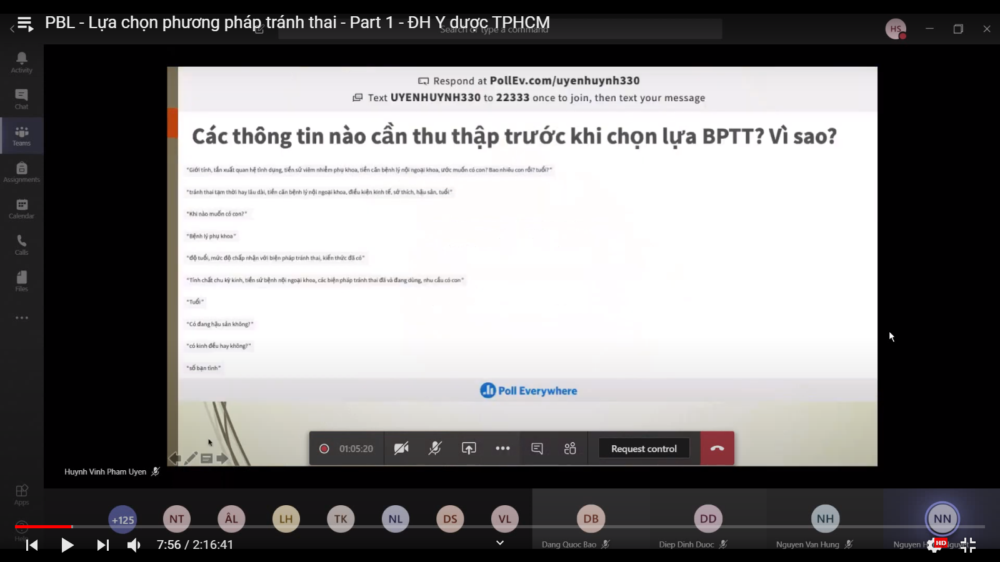 PBL - Lựa chọn phương pháp tránh thai - Part 1 - ĐH Y dược TPHCM
Search or type a command
HS
Activity
Chat
Teams
Assignments
Calendar
Calls
Files
Apps
Help
Respond at PollEv.com/uyenhuynh330
Text UYENHUYNH330 to 22333 once to join, then text your message
Các thông tin nào cần thu thập trước khi chọn lựa BPTT? Vì sao?
"Giới tính, tần xuất quan hệ tình dụng, tiền sử viêm nhiễm phụ khoa, tiền căn bệnh lý nội ngoại khoa, ước muốn có con? Bao nhiêu con rồi? tuổi?"
"tránh thai tạm thời hay lâu dài, tiền căn bệnh lý nội ngoại khoa, điều kiện kinh tế, sở thích, hậu sản, tuổi"
"Khi nào muốn có con?"
"Bệnh lý phụ khoa"
"độ tuổi, mức độ chấp nhận với biện pháp tránh thai, kiến thức đã có"
"Tính chất chu kỳ kinh, tiền sử bệnh nội ngoại khoa, các biện pháp tránh thai đã và đang dùng, nhu cầu có con"
"Tuổi"
"Có đang hậu sản không?"
"có kinh đều hay không?"
"số bạn tình"
Poll Everywhere
01:05:20
Request control
Huynh Vinh Pham Uyen
+125
NT
ÂL
LH
TK
NL
DS
VL
DB
DD
NH
NN
Dang Quoc Bao
Diep Dinh Duoc
Nguyen Van Hung
Nguyen
7:56 / 2:16:41
HD